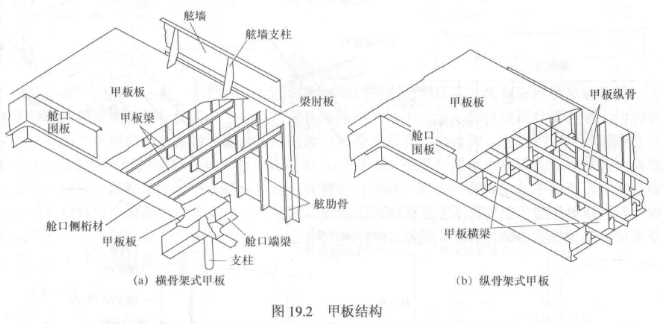 舷墙
舷墙支柱
甲板板
梁肘板
甲板梁
舱口
围板
舷肋骨
舱口侧桁材
甲板板
舱口端梁
支柱
(a) 横骨架式甲板
甲板板
甲板纵骨
舱口
围板
甲板横梁
(b) 纵骨架式甲板
图 19.2 甲板结构